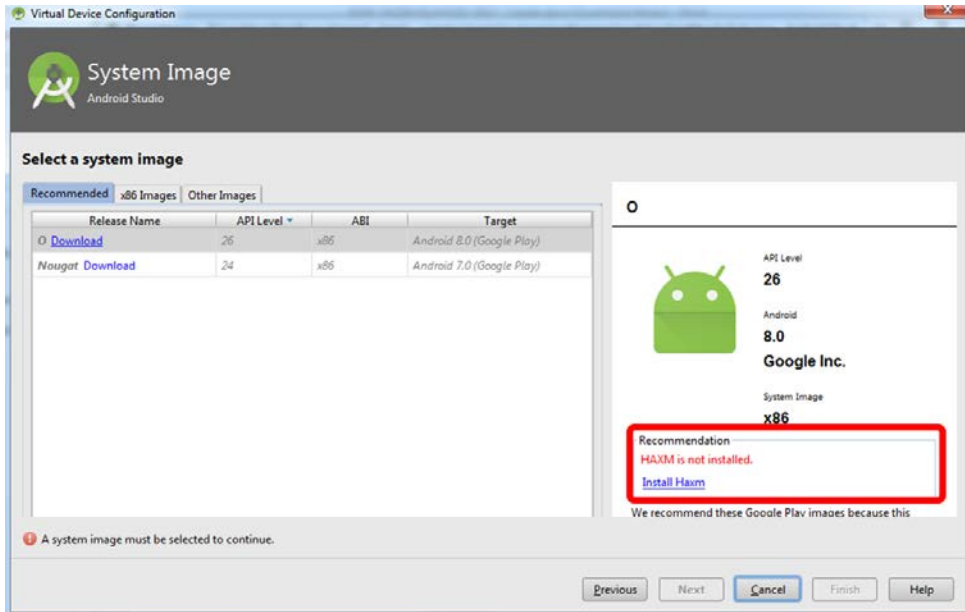 Virtual Device Configuration
System Image
Android Studio
Select a system image
Recommended x86 Images Other Images
Release Name API Level ABI Target
O Download 26 x86 Android 8.0 (Google Play)
Nougat Download 24 x86 Android 7.0 (Google Play)
O
API Level
26
Android
8.0
Google Inc.
System Image
x86
Recommendation
HAXM is not installed.
Install Haxm
We recommend these Google Play images because this
A system image must be selected to continue.
Previous Next Cancel Finish Help